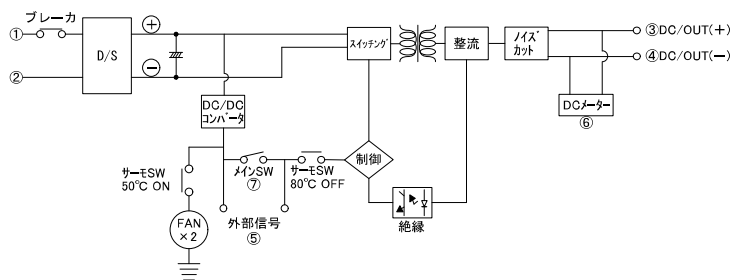 ブレーカ
①
②
D/S
+
−
スイッチング
整流
ノイズ
カット
③DC/OUT(+)
④DC/OUT(−)
DCメーター
⑥
DC/DC
コンバータ
サーモSW
50℃ ON
メインSW
⑦
サーモSW
80℃ OFF
制御
FAN
×2
外部信号
⑤
絶縁